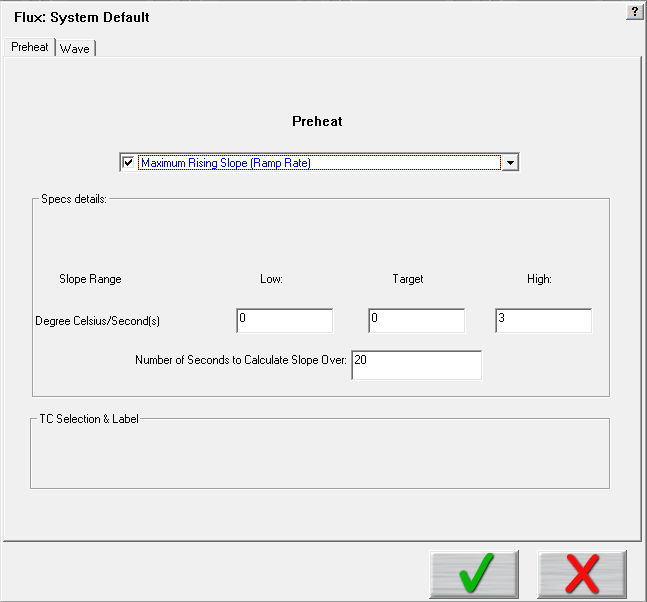 Flux: System Default
?
Preheat Wave
Preheat
Maximum Rising Slope (Ramp Rate)
Specs details:
Slope Range Low: Target High:
Degree Celsius/Second(s) 0 0 3
Number of Seconds to Calculate Slope Over: 20
TC Selection & Label